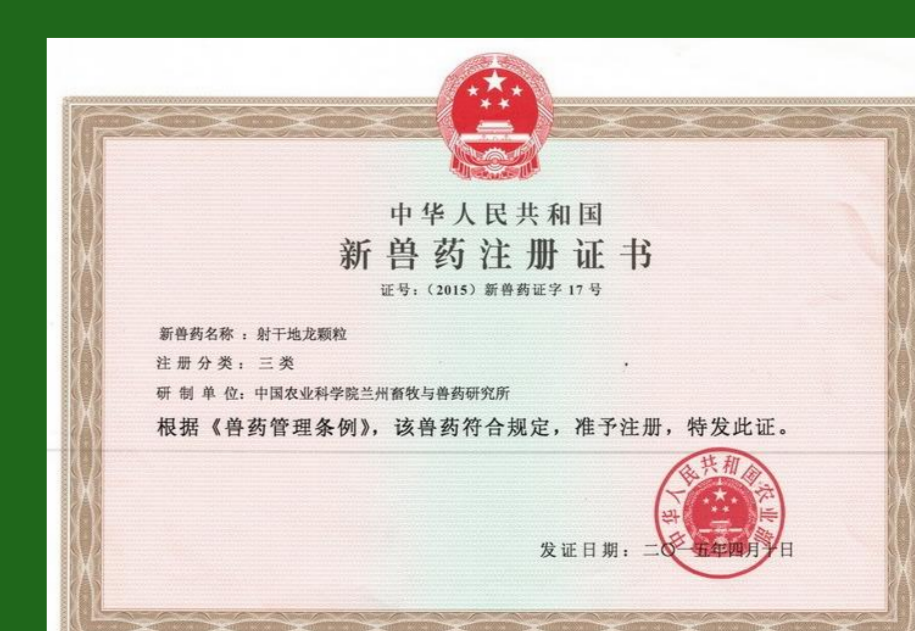 中华人民共和国
新兽药注册证书
证号：（2015）新兽药证字 17 号
新兽药名称 ：射干地龙颗粒
注 册 分 类 ：三 类
研 制 单 位：中国农业科学院兰州畜牧与兽药研究所
根据《兽药管理条例》，该兽药符合规定，准予注册，特发此证。
中华人民共和国农业部
发 证 日 期 ：二〇一五年四月十日